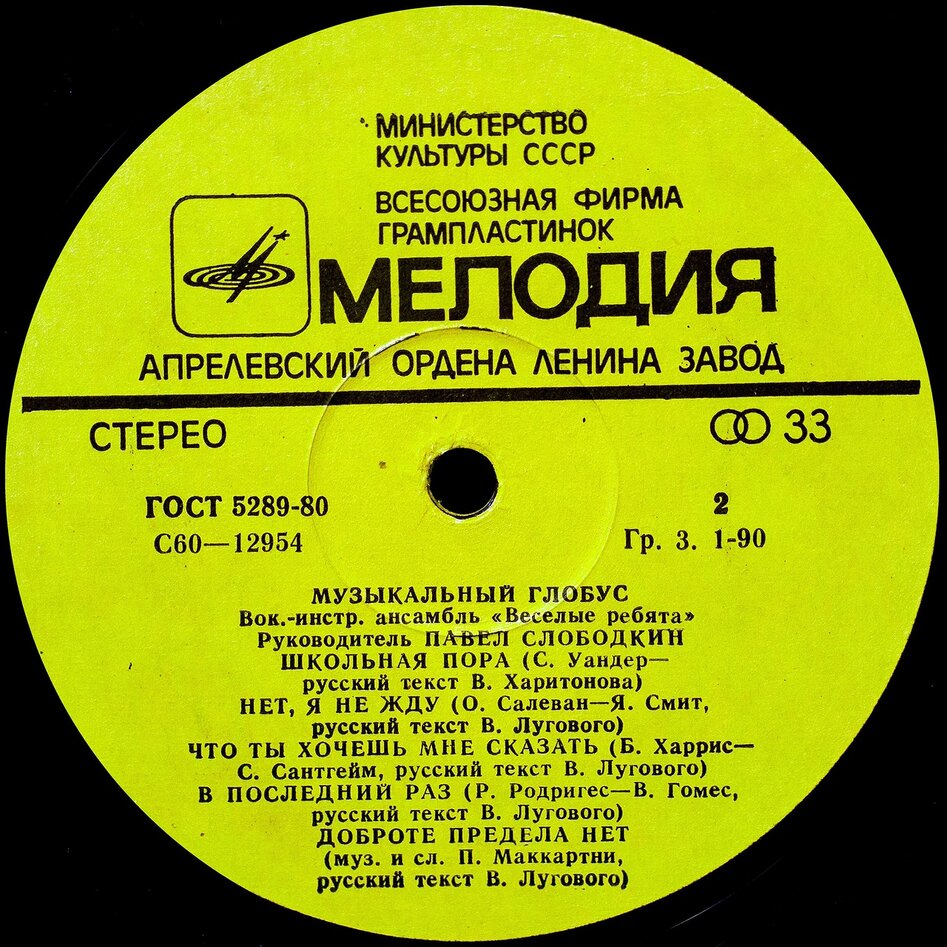 МИНИСТЕРСТВО
КУЛЬТУРЫ СССР
ВСЕСОЮЗНАЯ ФИРМА
ГРАМПЛАСТИНОК
МЕЛОДИЯ
АПРЕЛЕВСКИЙ ОРДЕНА ЛЕНИНА ЗАВОД
СТЕРЕО
33
ГОСТ 5289-80
2
С60—12954
Гр. 3. 1-90
МУЗЫКАЛЬНЫЙ ГЛОБУС
Вок.-инстр. ансамбль «Веселые ребята»
Руководитель ПАВЕЛ СЛОБОДКИН
ШКОЛЬНАЯ ПОРА (С. Уандер—
русский текст В. Харитонова)
НЕТ, Я НЕ ЖДУ (О. Салеван—Я. Смит,
русский текст В. Лугового)
ЧТО ТЫ ХОЧЕШЬ МНЕ СКАЗАТЬ (Б. Харрис—
С. Сантгейм, русский текст В. Лугового)
В ПОСЛЕДНИЙ РАЗ (Р. Родригес—В. Гомес,
русский текст В. Лугового)
ДОБРОТЕ ПРЕДЕЛА НЕТ
(муз. и сл. П. Маккартни,
русский текст В. Лугового)